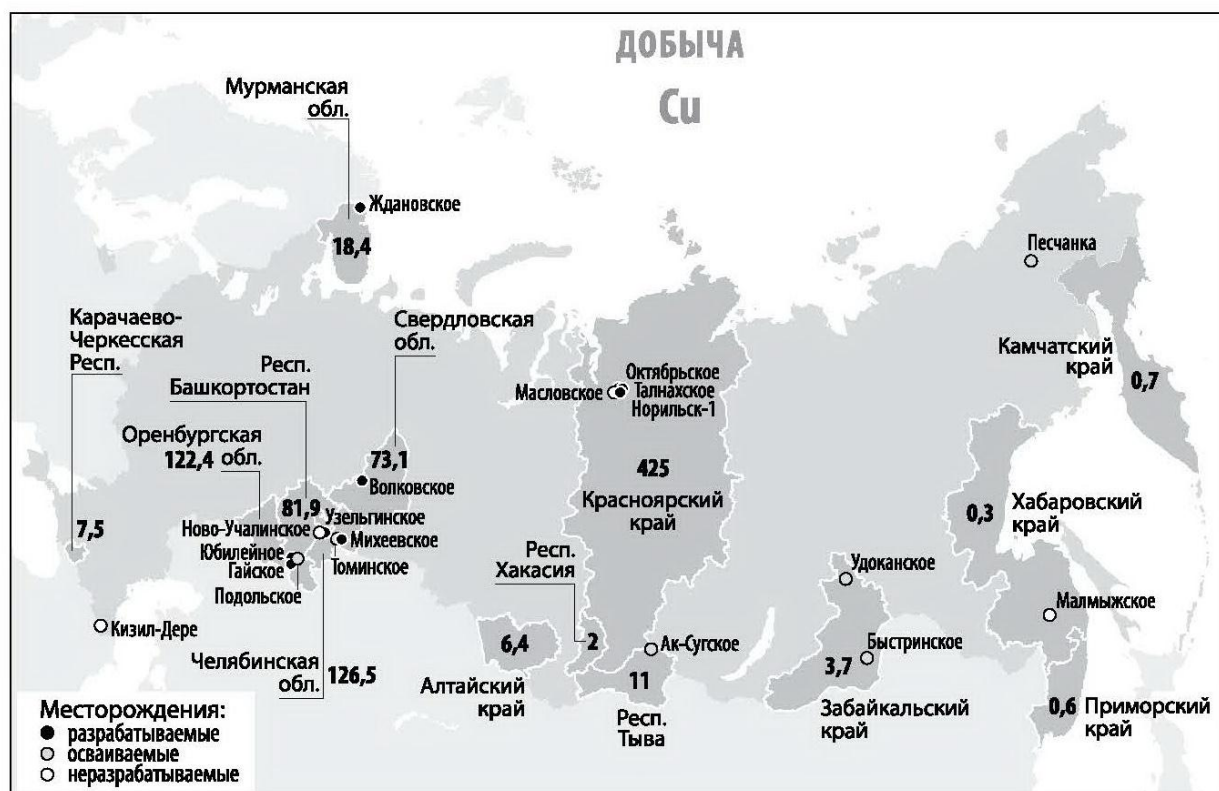 ДОБЫЧА
Cu
Мурманская
обл.
Ждановское
18,4
Песчанка
Карачаево-
Черкесская
Респ.
Свердловская
обл.
Респ.
Башкортостан
Камчатский
край
0,7
Масловское
Октябрьское
Талнахское
Норильск-1
Оренбургская
122,4 обл.
73,1
Волковское
425
Красноярский
край
7,5
81,9
Узельгинское
Ново-Учалинское
Михеевское
Юбилейное
Гайское
Томинское
Подольское
0,3
Хабаровский
край
Респ.
Хакасия
Удоканское
Малмыжское
Кизил-Дере
6,4
2
Ак-Сугское
Быстринское
3,7
Челябинская
обл.
126,5
Алтайский
край
11
Респ.
Тыва
Забайкальский
край
0,6
Приморский
край
Месторождения:
разрабатываемые
осваиваемые
неразрабатываемые